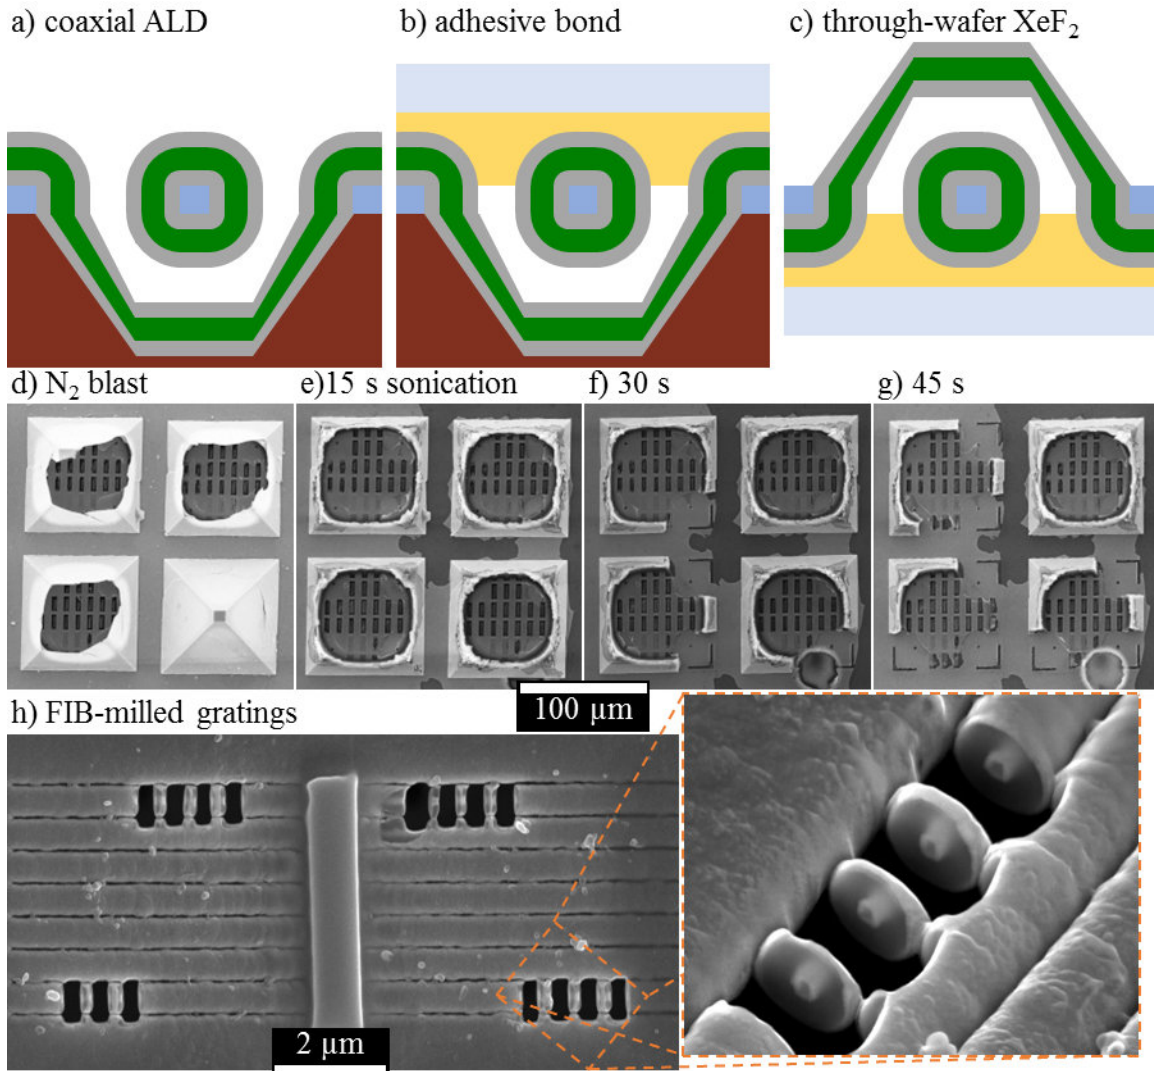 a) coaxial ALD
b) adhesive bond
c) through-wafer XeF₂
d) N₂ blast
e)15 s sonication
f) 30 s
g) 45 s
100 µm
h) FIB-milled gratings
2 µm